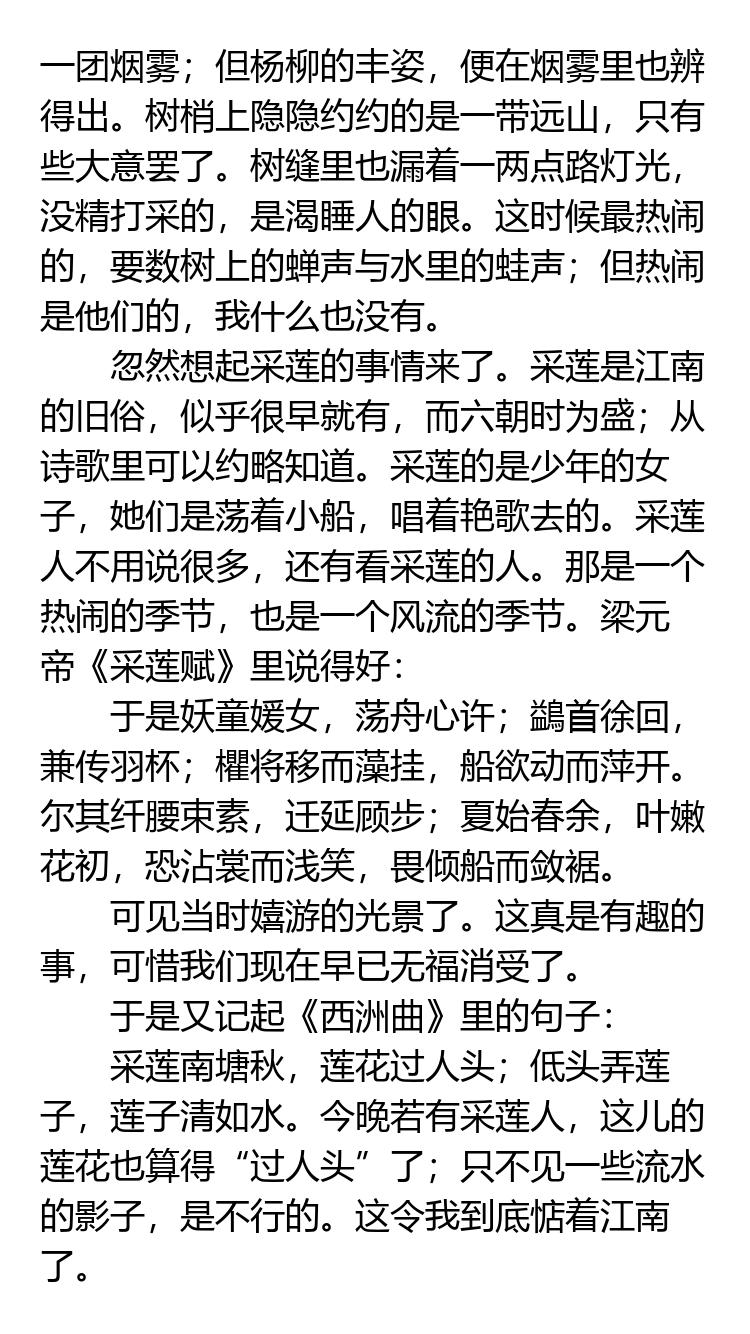 一团烟雾；但杨柳的丰姿，便在烟雾里也辨
得出。树梢上隐隐约约的是一带远山，只有
些大意罢了。树缝里也漏着一两点路灯光，
没精打采的，是渴睡人的眼。这时候最热闹
的，要数树上的蝉声与水里的蛙声；但热闹
是他们的，我什么也没有。
忽然想起采莲的事情来了。采莲是江南
的旧俗，似乎很早就有，而六朝时为盛；从
诗歌里可以约略知道。采莲的是少年的女
子，她们是荡着小船，唱着艳歌去的。采莲
人不用说很多，还有看采莲的人。那是一个
热闹的季节，也是一个风流的季节。梁元
帝《采莲赋》里说得好：
于是妖童媛女，荡舟心许；鷁首徐回，
兼传羽杯；欋将移而藻挂，船欲动而萍开。
尔其纤腰束素，迁延顾步；夏始春余，叶嫩
花初，恐沾裳而浅笑，畏倾船而敛裾。
可见当时嬉游的光景了。这真是有趣的
事，可惜我们现在早已无福消受了。
于是又记起《西洲曲》里的句子：
采莲南塘秋，莲花过人头；低头弄莲
子，莲子清如水。今晚若有采莲人，这儿的
莲花也算得“过人头”了；只不见一些流水
的影子，是不行的。这令我到底惦着江南
了。